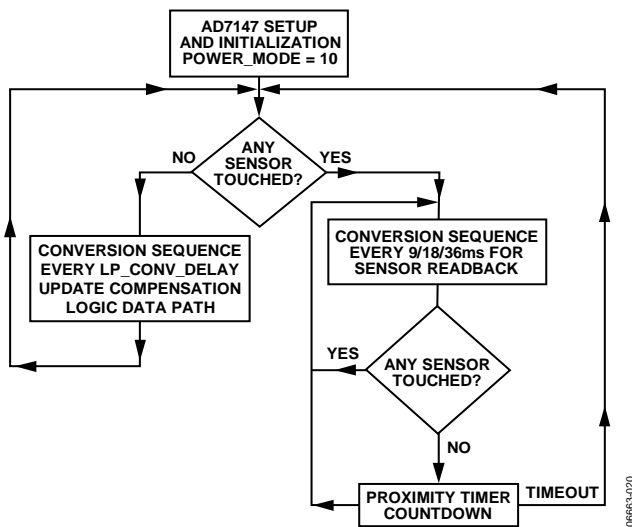 AD7147 SETUP
AND INITIALIZATION
POWER_MODE = 10
NO
ANY
SENSOR
TOUCHED?
YES
CONVERSION SEQUENCE
EVERY LP_CONV_DELAY
UPDATE COMPENSATION
LOGIC DATA PATH
CONVERSION SEQUENCE
EVERY 9/18/36ms FOR
SENSOR READBACK
YES
ANY SENSOR
TOUCHED?
NO
PROXIMITY TIMER
COUNTDOWN
TIMEOUT
06663-020